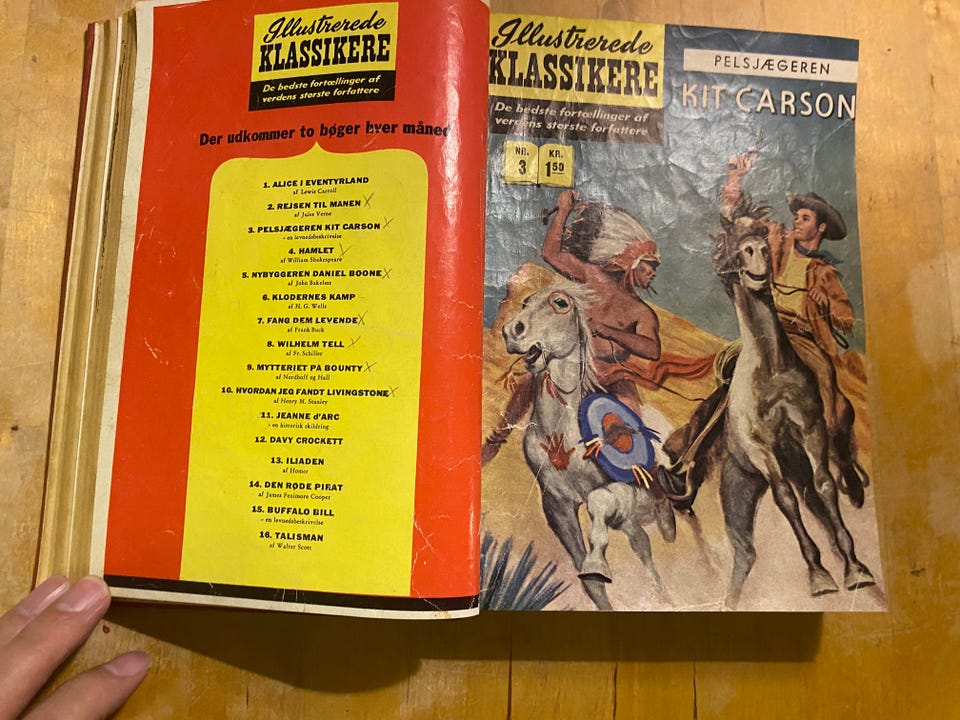 Illustrerede
KLASSIKERE
De bedste fortællinger af
verdens største forfattere
Der udkommer to bøger hver måned
1. ALICE I EVENTYRLAND
af Lewis Carroll
2. REJSEN TIL MANEN
af Jules Verne
3. PELSJÆGEREN KIT CARSON
- en levnedsbeskrivelse
4. HAMLET
af William Shakespeare
5. NYBYGGEREN DANIEL BOONE
af John Bakeless
6. KLODERNES KAMP
af H. G. Wells
7. FANG DEM LEVENDE
af Frank Buck
8. WILHELM TELL
af Fr. Schiller
9. MYTTERIET PA BOUNTY
af Nordhoff og Hall
10. HVORDAN JEG FANDT LIVINGSTONE
af Henry M. Stanley
11. JEANNE d'ARC
- en historisk skildring
12. DAVY CROCKETT
13. ILIADEN
af Homer
14. DEN RØDE PIRAT
af James Fenimore Cooper
15. BUFFALO BILL
- en levnedsbeskrivelse
16. TALISMAN
af Walter Scott
Illustrerede
KLASSIKERE
De bedste fortællinger af
verdens største forfattere
NR. 3
KR. 150
PELSJÆGEREN
KIT CARSON